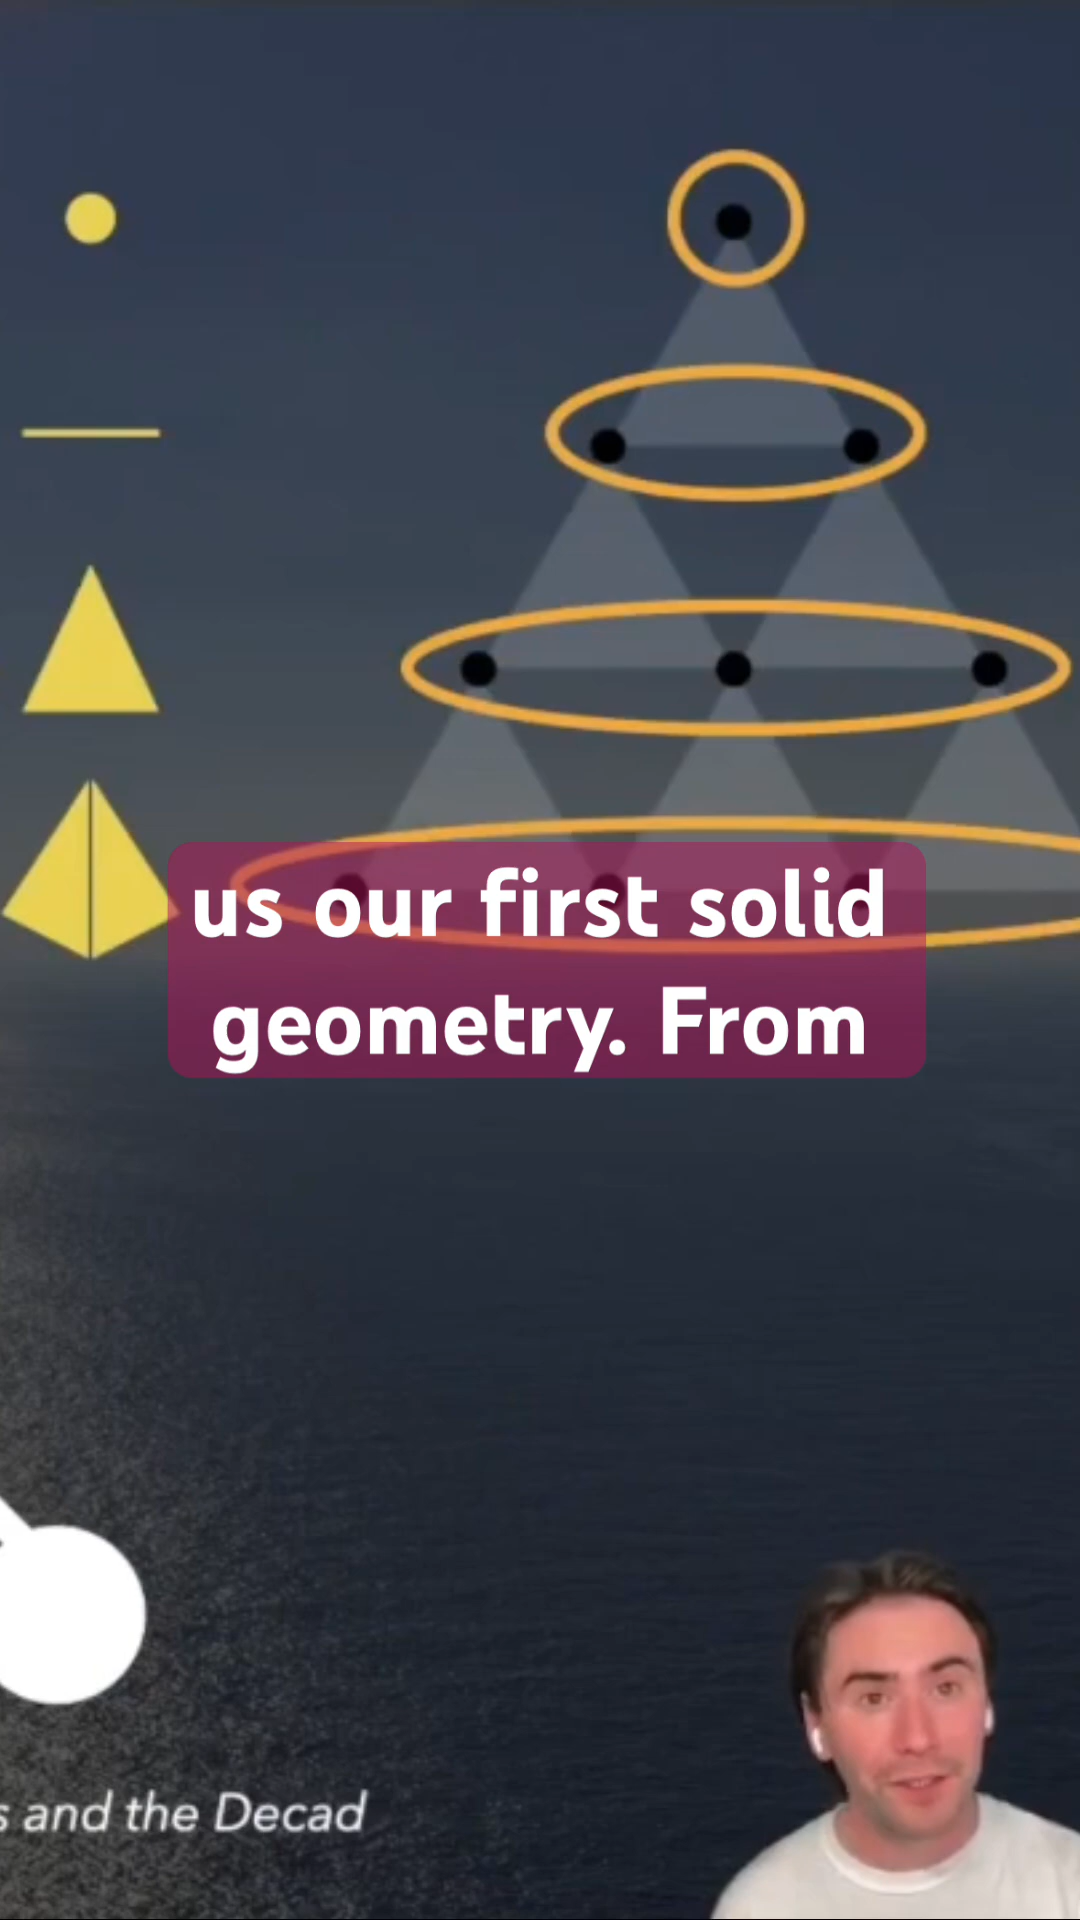 us our first solid
geometry. From
s and the Decad